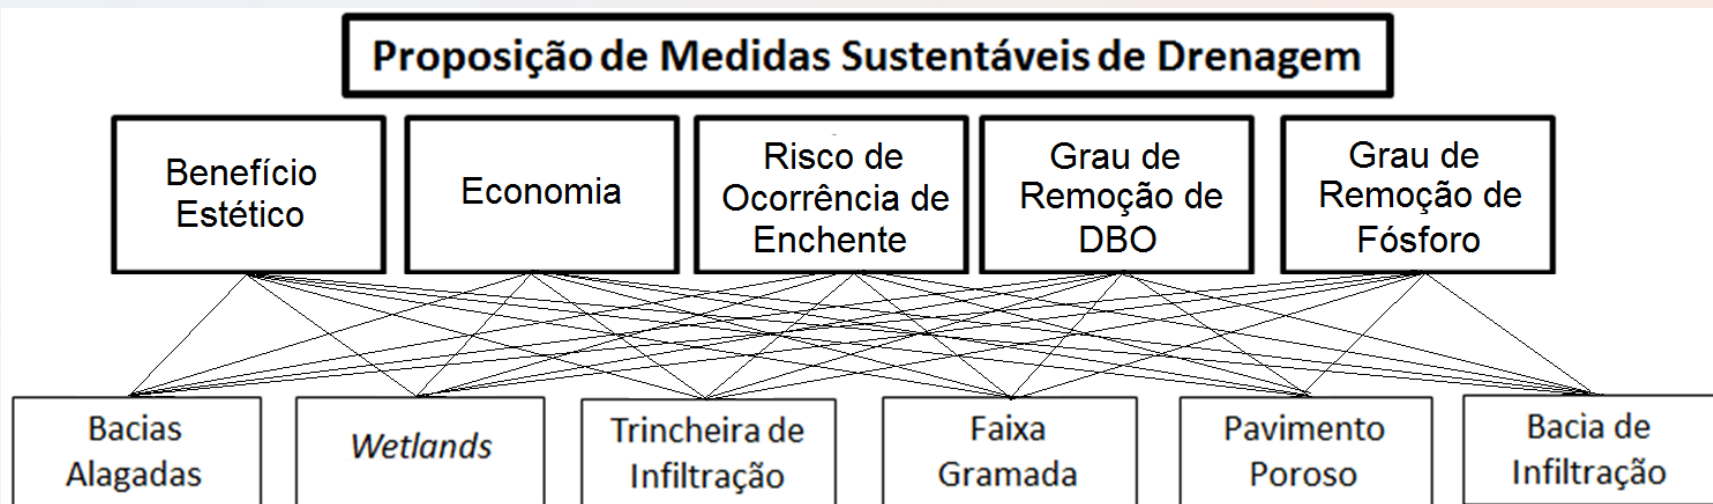 Proposição de Medidas Sustentáveis de Drenagem
Benefício
Estético
Economia
Risco de
Ocorrência de
Enchente
Grau de
Remoção de
DBO
Grau de
Remoção de
Fósforo
Bacias
Alagadas
Wetlands
Trincheira de
Infiltração
Faixa
Gramada
Pavimento
Poroso
Bacia de
Infiltração